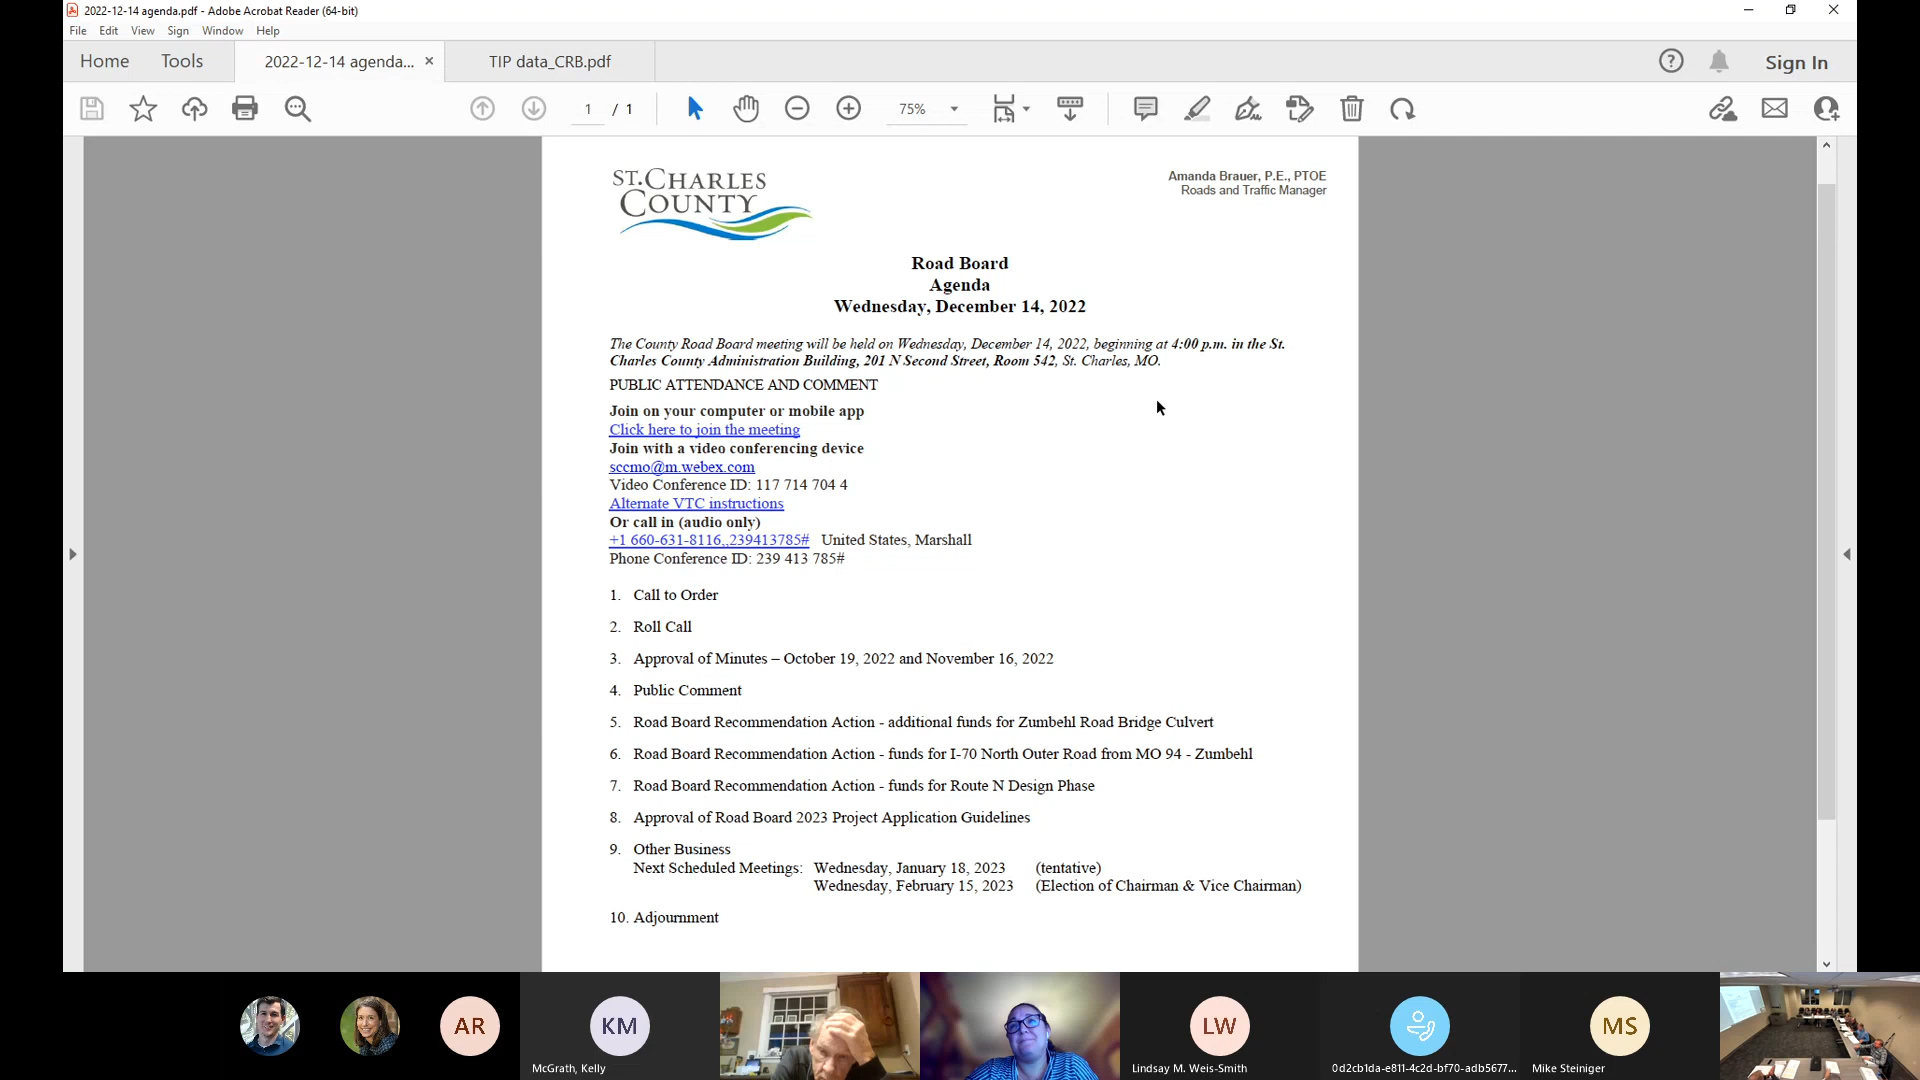 2022-12-14 agenda.pdf - Adobe Acrobat Reader (64-bit)
File Edit View Sign Window Help
Home Tools 2022-12-14 agenda... × TIP data_CRB.pdf Sign In
1 / 1 75%
ST. CHARLES
COUNTY
Amanda Brauer, P.E., PTOE
Roads and Traffic Manager
Road Board
Agenda
Wednesday, December 14, 2022
The County Road Board meeting will be held on Wednesday, December 14, 2022, beginning at 4:00 p.m. in the St.
Charles County Administration Building, 201 N Second Street, Room 542, St. Charles, MO.
PUBLIC ATTENDANCE AND COMMENT
Join on your computer or mobile app
Click here to join the meeting
Join with a video conferencing device
sccmo@m.webex.com
Video Conference ID: 117 714 704 4
Alternate VTC instructions
Or call in (audio only)
+1 660-631-8116,,239413785# United States, Marshall
Phone Conference ID: 239 413 785#
1. Call to Order
2. Roll Call
3. Approval of Minutes – October 19, 2022 and November 16, 2022
4. Public Comment
5. Road Board Recommendation Action - additional funds for Zumbehl Road Bridge Culvert
6. Road Board Recommendation Action - funds for I-70 North Outer Road from MO 94 - Zumbehl
7. Road Board Recommendation Action - funds for Route N Design Phase
8. Approval of Road Board 2023 Project Application Guidelines
9. Other Business
Next Scheduled Meetings: Wednesday, January 18, 2023 (tentative)
Wednesday, February 15, 2023 (Election of Chairman & Vice Chairman)
10. Adjournment
AR KM LW MS
McGrath, Kelly Lindsay M. Weis-Smith 0d2cb1da-e811-4c2d-bf70-adb5677... Mike Steiniger